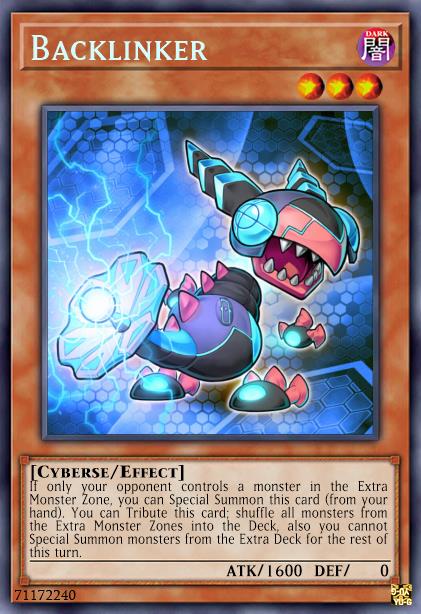 BACKLINKER
DARK
闇
[CYBERSE/EFFECT]
If only your opponent controls a monster in the Extra
Monster Zone, you can Special Summon this card (from your
hand). You can Tribute this card; shuffle all monsters from
the Extra Monster Zones into the Deck, also you cannot
Special Summon monsters from the Extra Deck for the rest of
this turn.
ATK/1600 DEF/ 0
71172240